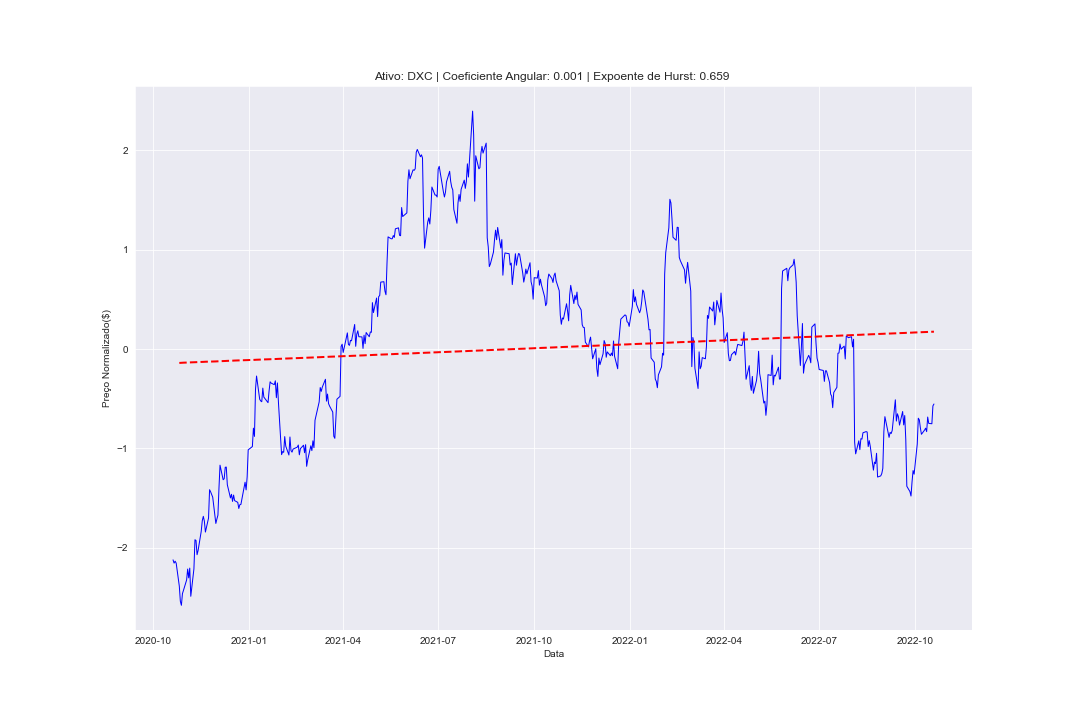 Ativo: DXC | Coeficiente Angular: 0.001 | Expoente de Hurst: 0.659
Preço Normalizado($)
2
1
0
−1
−2
2020-10 2021-01 2021-04 2021-07 2021-10 2022-01 2022-04 2022-07 2022-10
Data